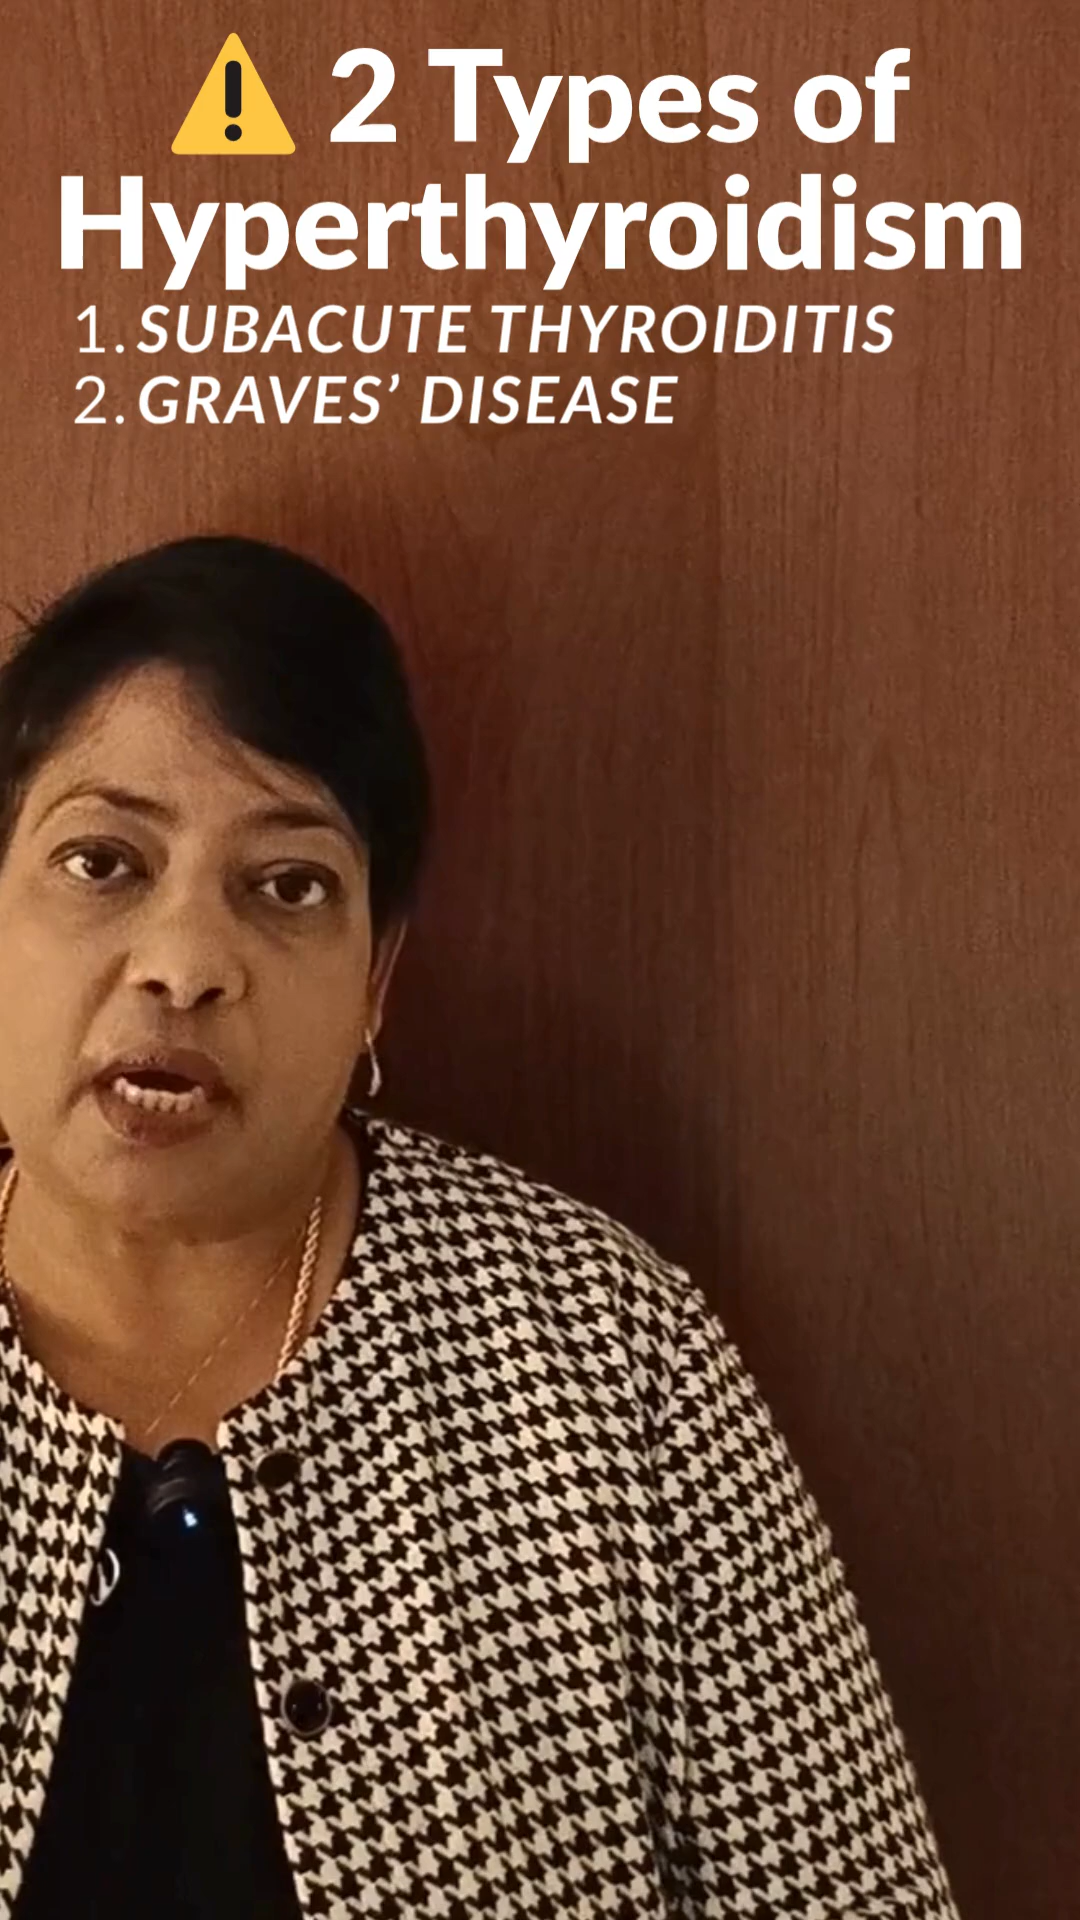 ⚠️ 2 Types of
Hyperthyroidism
1. SUBACUTE THYROIDITIS
2. GRAVES’ DISEASE